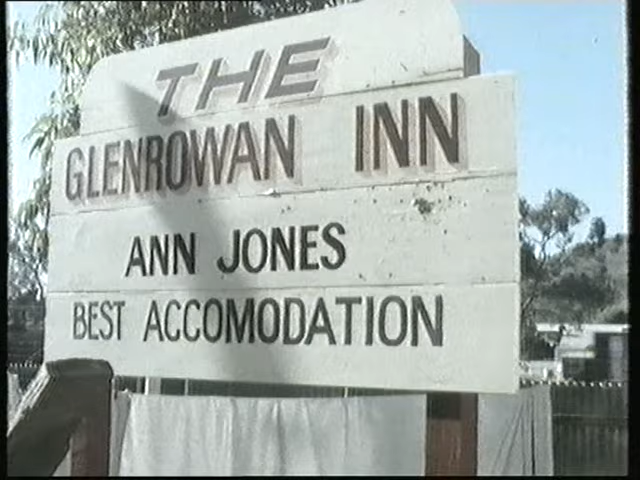 THE
GLENROWAN INN
ANN JONES
BEST ACCOMODATION